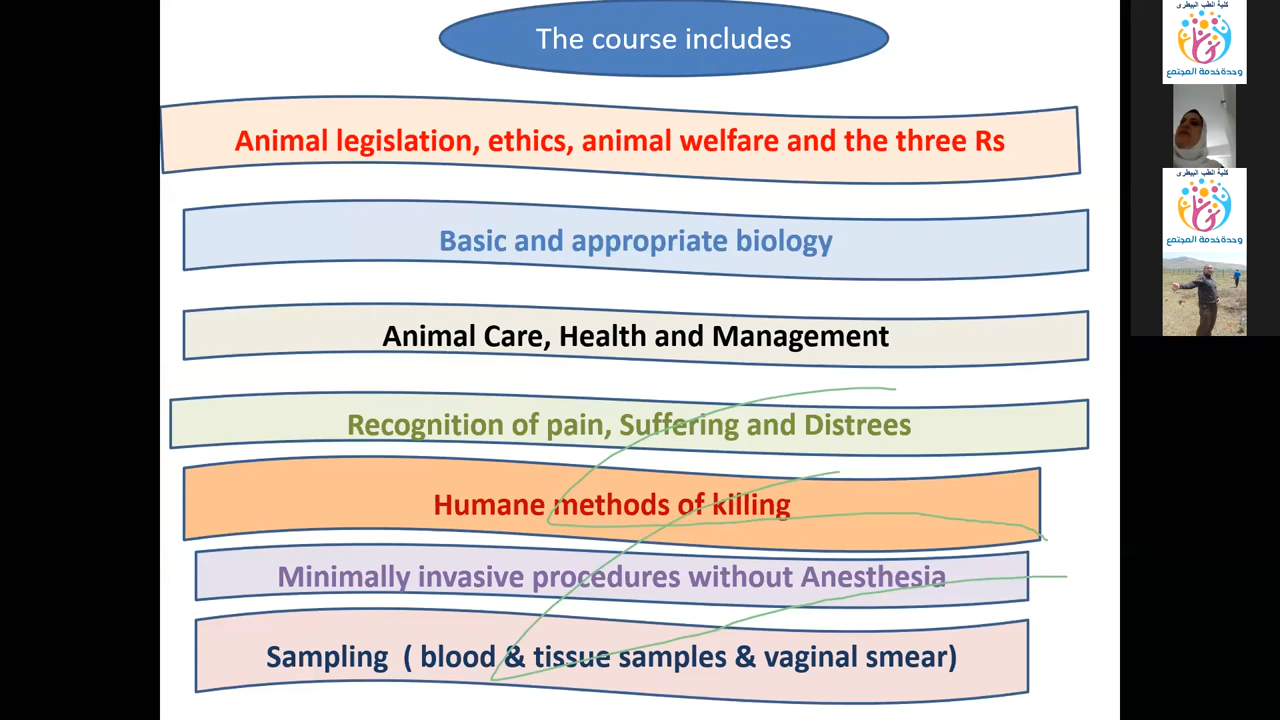 The course includes
Animal legislation, ethics, animal welfare and the three Rs
Basic and appropriate biology
Animal Care, Health and Management
Recognition of pain, Suffering and Distrees
Humane methods of killing
Minimally invasive procedures without Anesthesia
Sampling ( blood & tissue samples & vaginal smear)
كلية الطب البيطرى
وحدة خدمة المجتمع
كلية الطب البيطرى
وحدة خدمة المجتمع